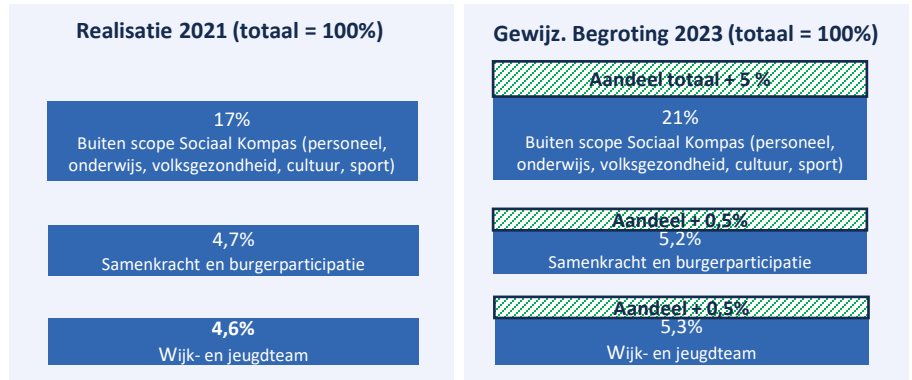 Realisatie 2021 (totaal = 100%)
17%
Buiten scope Sociaal Kompas (personeel,
onderwijs, volksgezondheid, cultuur, sport)
4,7%
Samenkracht en burgerparticipatie
4,6%
Wijk- en jeugdteam
Gewijz. Begroting 2023 (totaal = 100%)
Aandeel totaal + 5 %
21%
Buiten scope Sociaal Kompas (personeel,
onderwijs, volksgezondheid, cultuur, sport)
Aandeel + 0,5%
5,2%
Samenkracht en burgerparticipatie
Aandeel + 0,5%
5,3%
Wijk- en jeugdteam